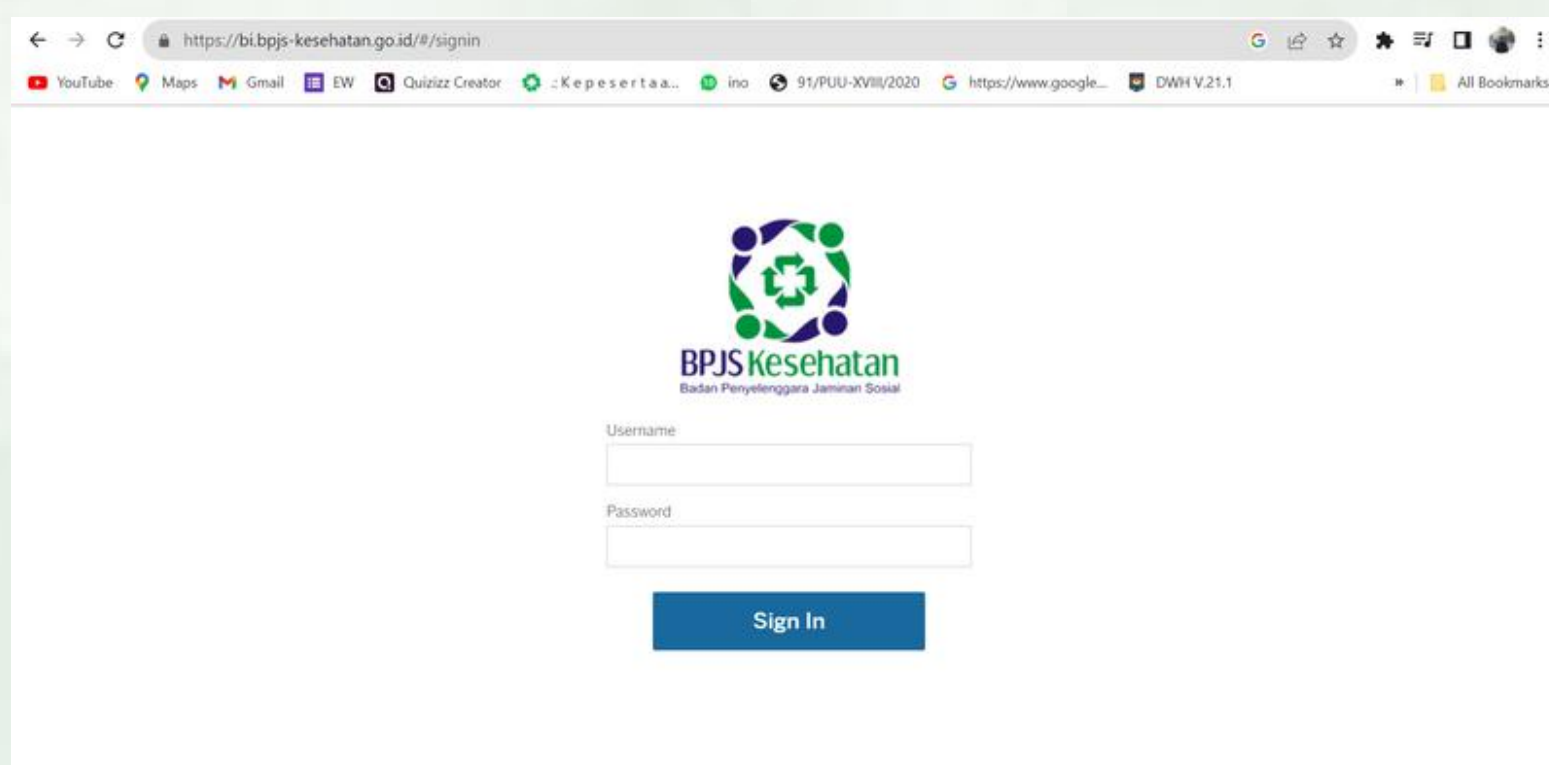 https://bi.bpjs-kesehatan.go.id/#/signin
YouTube Maps Gmail EW Quizizz Creator .:K e p e s e r t a a... ino 91/PUU-XVIII/2020 https://www.google... DWH V.21.1 » All Bookmarks
BPJS Kesehatan
Badan Penyelenggara Jaminan Sosial
Username
Password
Sign In